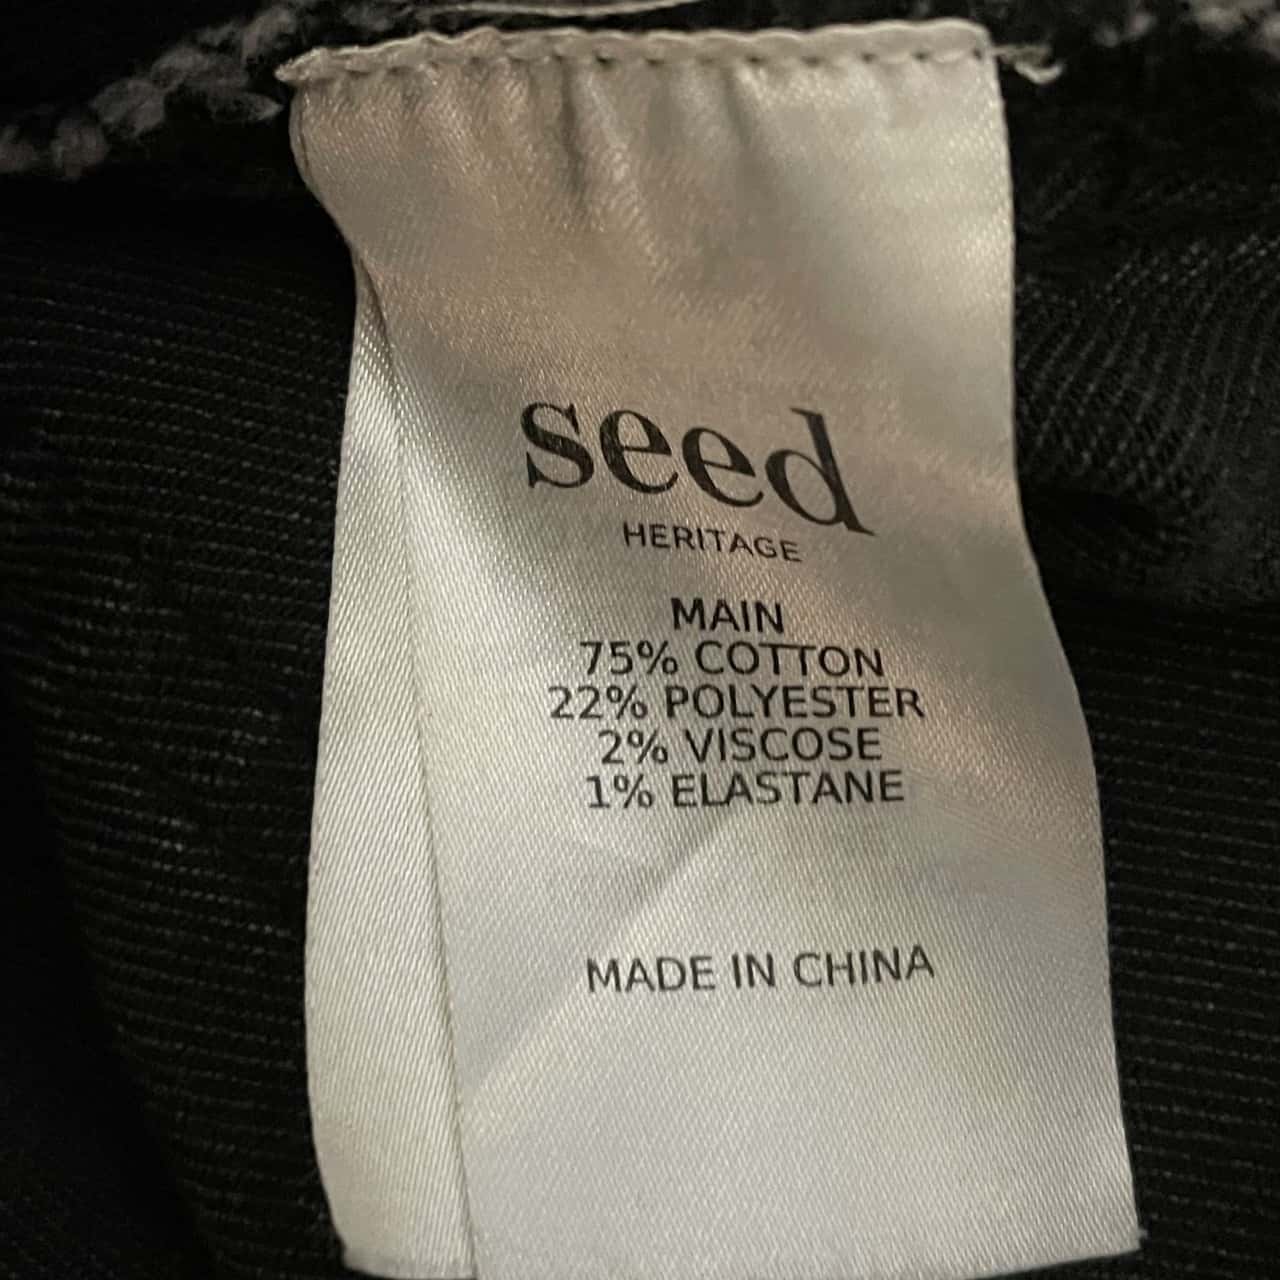 seed
HERITAGE
MAIN
75% COTTON
22% POLYESTER
2% VISCOSE
1% ELASTANE
MADE IN CHINA